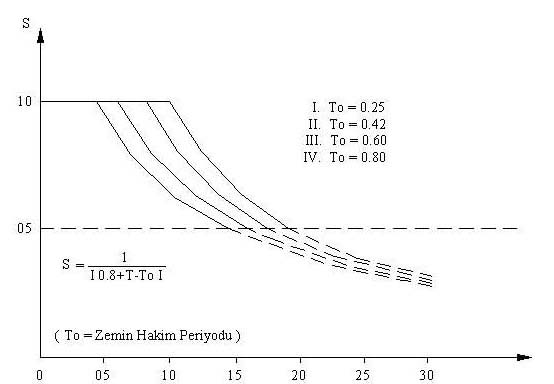 S
10
I. To = 0.25
II. To = 0.42
III. To = 0.60
IV. To = 0.80
05
S = 1
I 0.8+T-To I
( To = Zemin Hakim Periyodu )
0
0 05 10 15 20 25 30